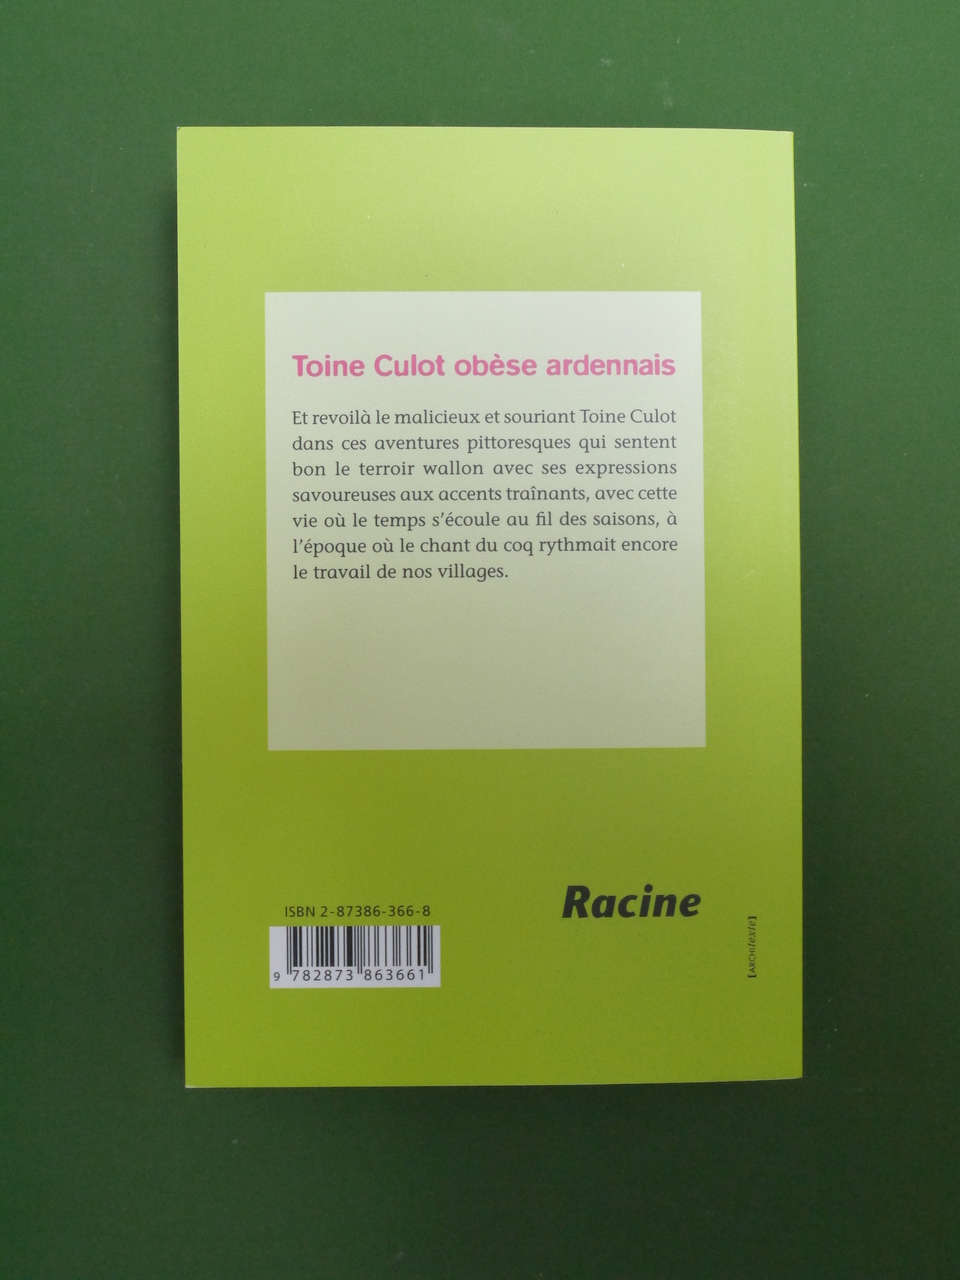 Toine Culot obèse ardennais
Et revoilà le malicieux et souriant Toine Culot
dans ces aventures pittoresques qui sentent
bon le terroir wallon avec ses expressions
savoureuses aux accents traînants, avec cette
vie où le temps s'écoule au fil des saisons, à
l'époque où le chant du coq rythmait encore
le travail de nos villages.
Racine
ISBN 2-87386-366-8
9 782873 863661
[ARCHItexte]